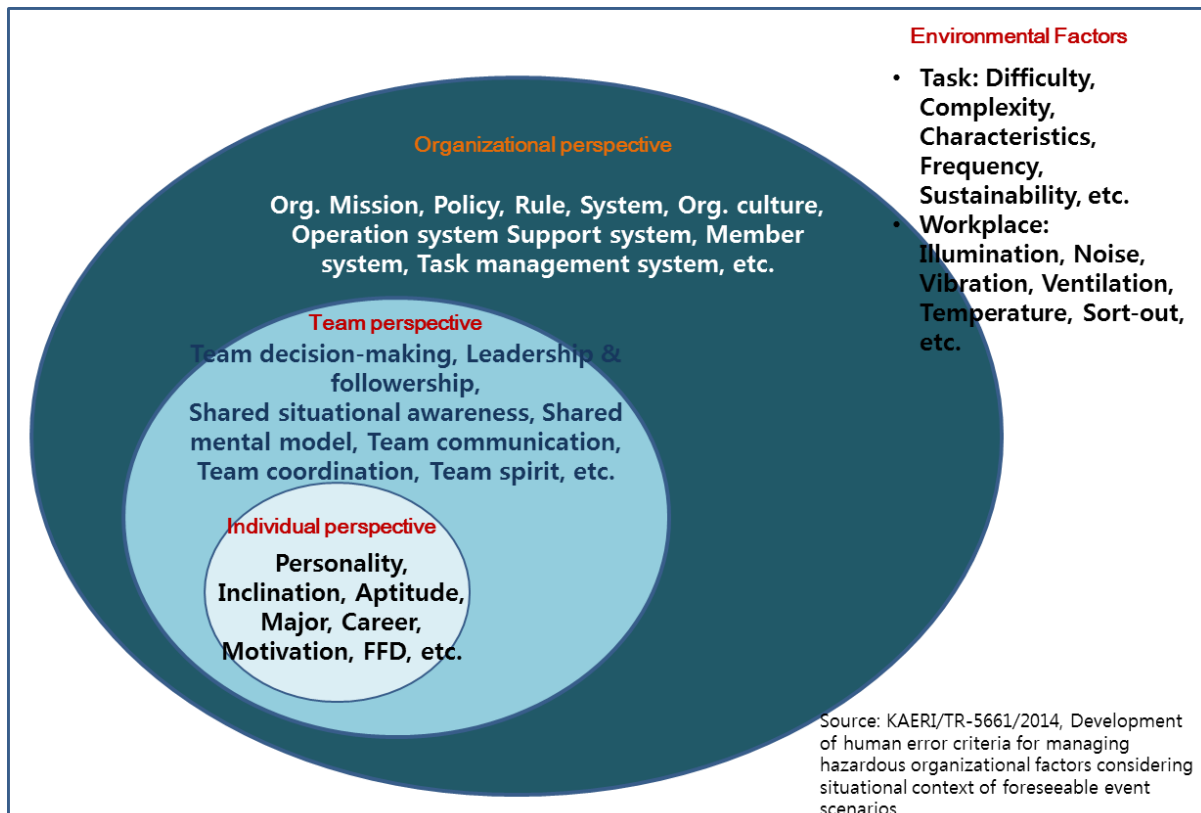 Environmental Factors
• Task: Difficulty,
Complexity,
Characteristics,
Frequency,
Sustainability, etc.
• Workplace:
Illumination, Noise,
Vibration, Ventilation,
Temperature, Sort-out,
etc.
Organizational perspective
Org. Mission, Policy, Rule, System, Org. culture,
Operation system Support system, Member
system, Task management system, etc.
Team perspective
Team decision-making, Leadership &
followership,
Shared situational awareness, Shared
mental model, Team communication,
Team coordination, Team spirit, etc.
Individual perspective
Personality,
Inclination, Aptitude,
Major, Career,
Motivation, FFD, etc.
Source: KAERI/TR-5661/2014, Development
of human error criteria for managing
hazardous organizational factors considering
situational context of foreseeable event
scenarios